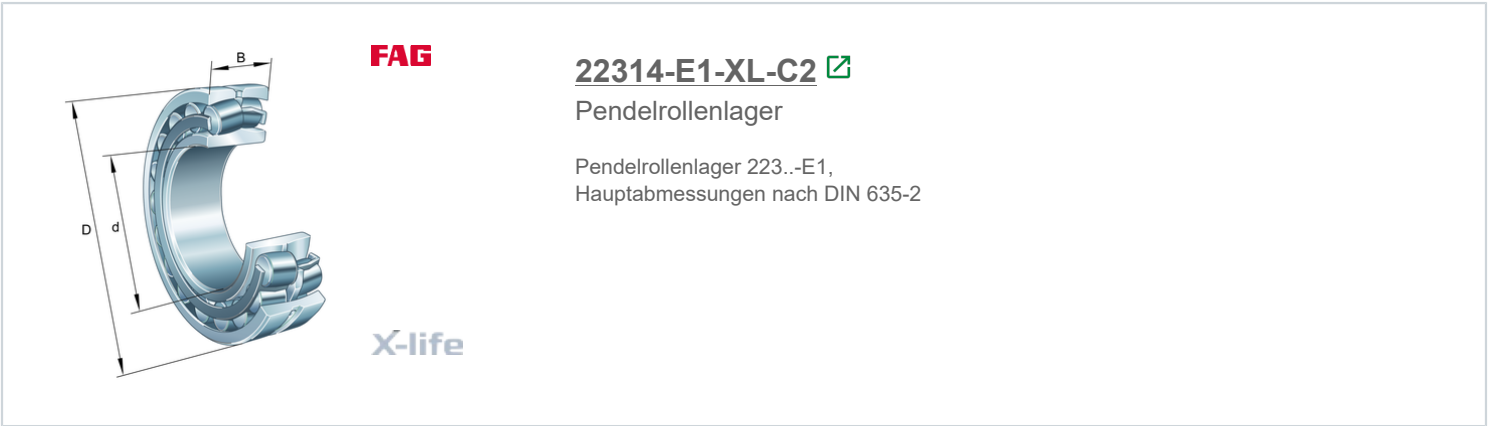 B
D
d
FAG
X-life
22314-E1-XL-C2
Pendelrollenlager
Pendelrollenlager 223..-E1,
Hauptabmessungen nach DIN 635-2